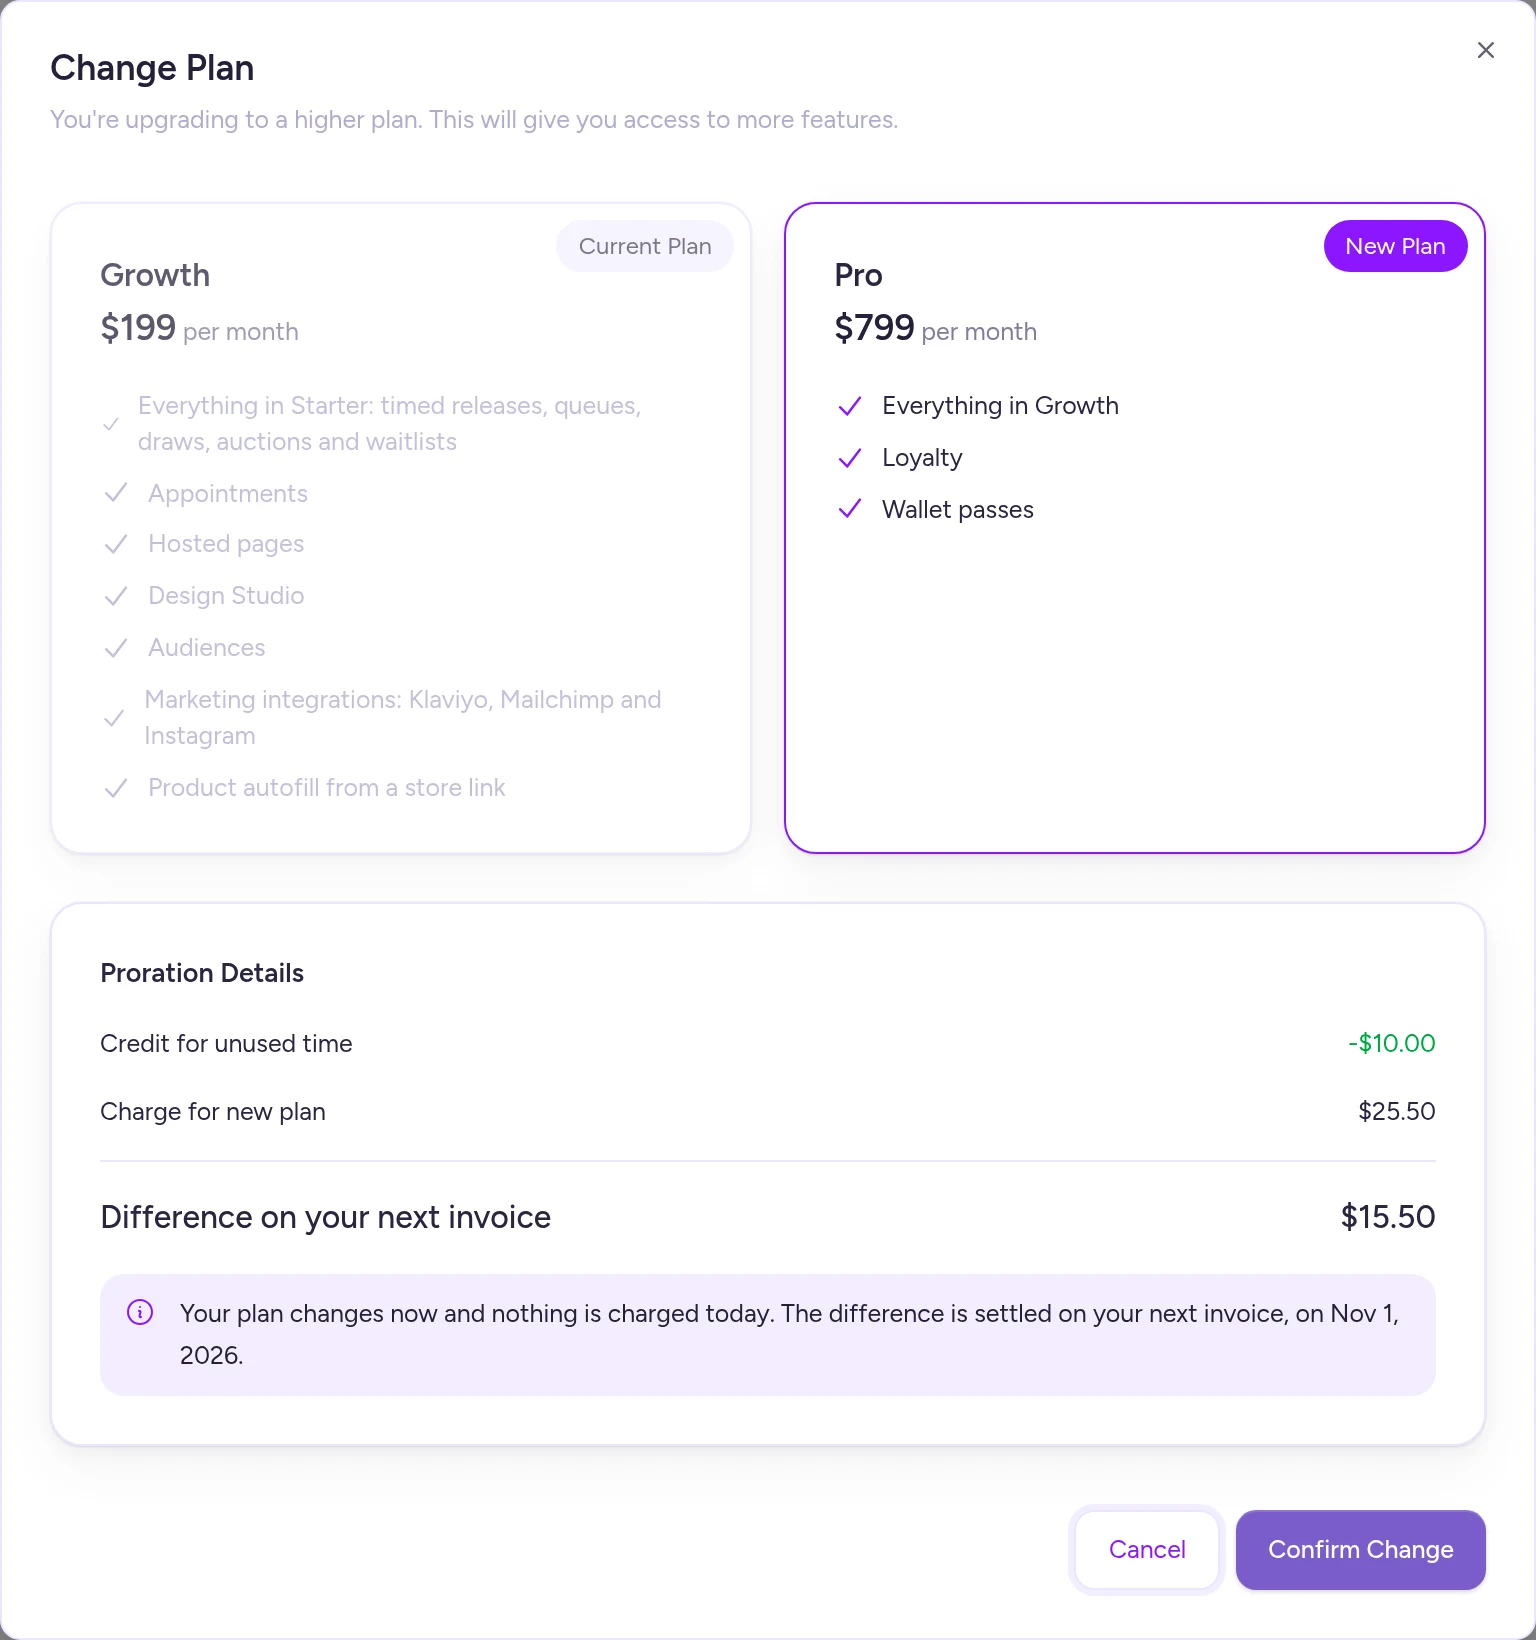 Change Plan
You're upgrading to a higher plan. This will give you access to more features.
Current Plan
Growth
$199 per month
Everything in Starter: timed releases, queues,
draws, auctions and waitlists
Appointments
Hosted pages
Design Studio
Audiences
Marketing integrations: Klaviyo, Mailchimp and
Instagram
Product autofill from a store link
New Plan
Pro
$799 per month
Everything in Growth
Loyalty
Wallet passes
Proration Details
Credit for unused time -$10.00
Charge for new plan $25.50
Difference on your next invoice $15.50
Your plan changes now and nothing is charged today. The difference is settled on your next invoice, on Nov 1,
2026.
Cancel Confirm Change